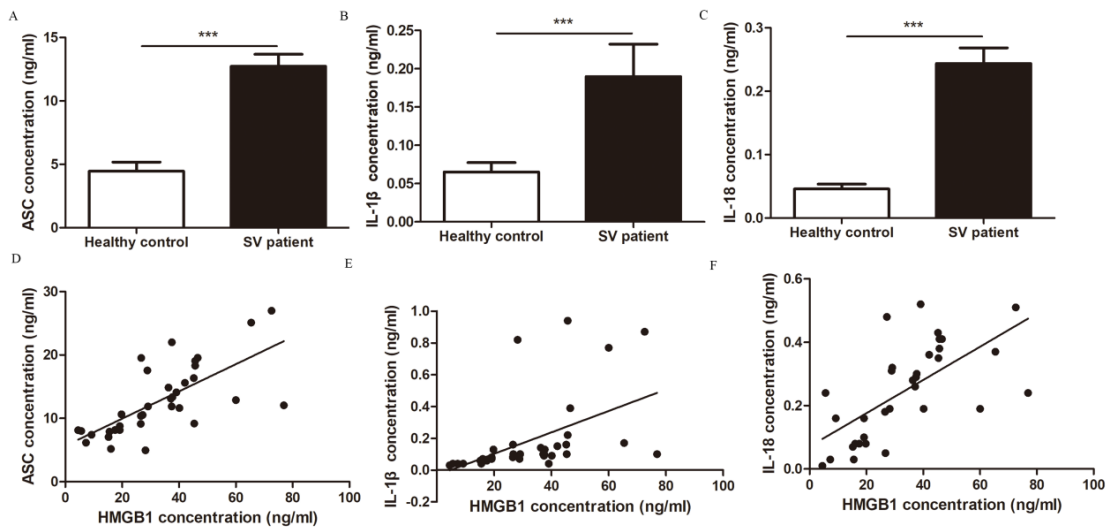 A
ASC concentration (ng/ml)
15
10
5
0
***
Healthy control
SV patient
B
IL-1β concentration (ng/ml)
0.25
0.20
0.15
0.10
0.05
0.00
***
Healthy control
SV patient
C
IL-18 concentration (ng/ml)
0.3
0.2
0.1
0.0
***
Healthy control
SV patient
D
ASC concentration (ng/ml)
30
20
10
0
0 20 40 60 80 100
HMGB1 concentration (ng/ml)
E
IL-1β concentration (ng/ml)
1.0
0.8
0.6
0.4
0.2
0.0
-0.2
20 40 60 80 100
HMGB1 concentration (ng/ml)
F
IL-18 concentration (ng/ml)
0.6
0.4
0.2
0.0
0 20 40 60 80 100
HMGB1 concentration (ng/ml)